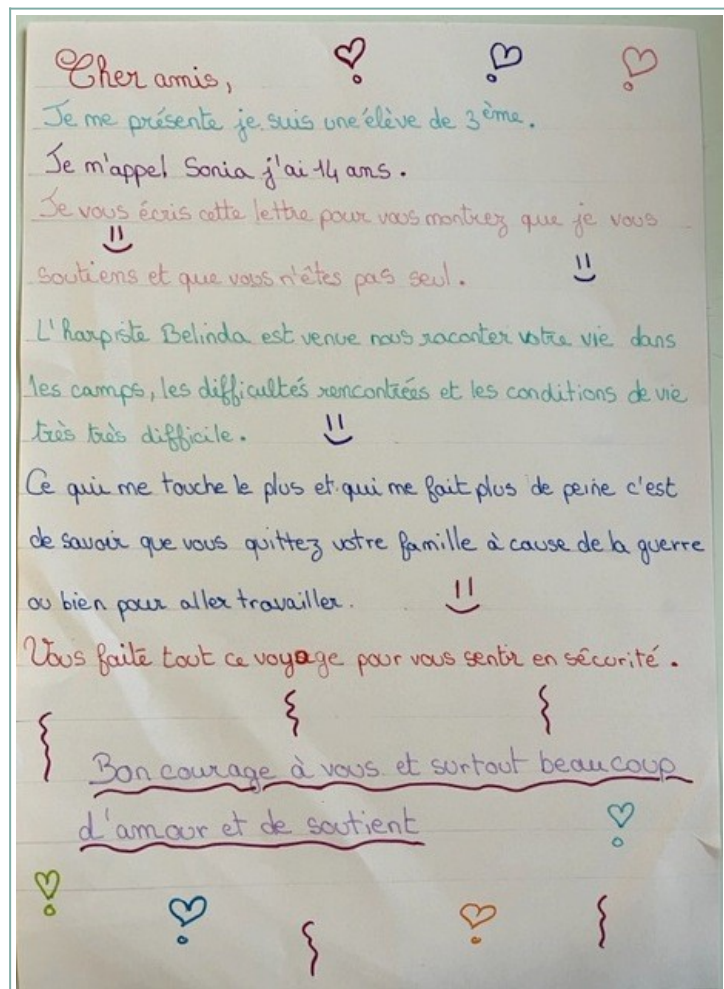 Cher amis,
Je me présente je suis une élève de 3ème.
Je m'appel Sonia j'ai 14 ans.
Je vous écris cette lettre pour vous montrez que je vous
soutiens et que vous n'êtes pas seul.
L'harpiste Belinda est venue nous raconter votre vie dans
les camps, les difficultés rencontrées et les conditions de vie
très très difficile.
Ce qui me touche le plus et qui me fait plus de peine c'est
de savoir que vous quittez votre famille à cause de la guerre
ou bien pour aller travailler.
Vous faite tout ce voyage pour vous sentir en sécurité.
Bon courage à vous et surtout beaucoup
d'amour et de soutient